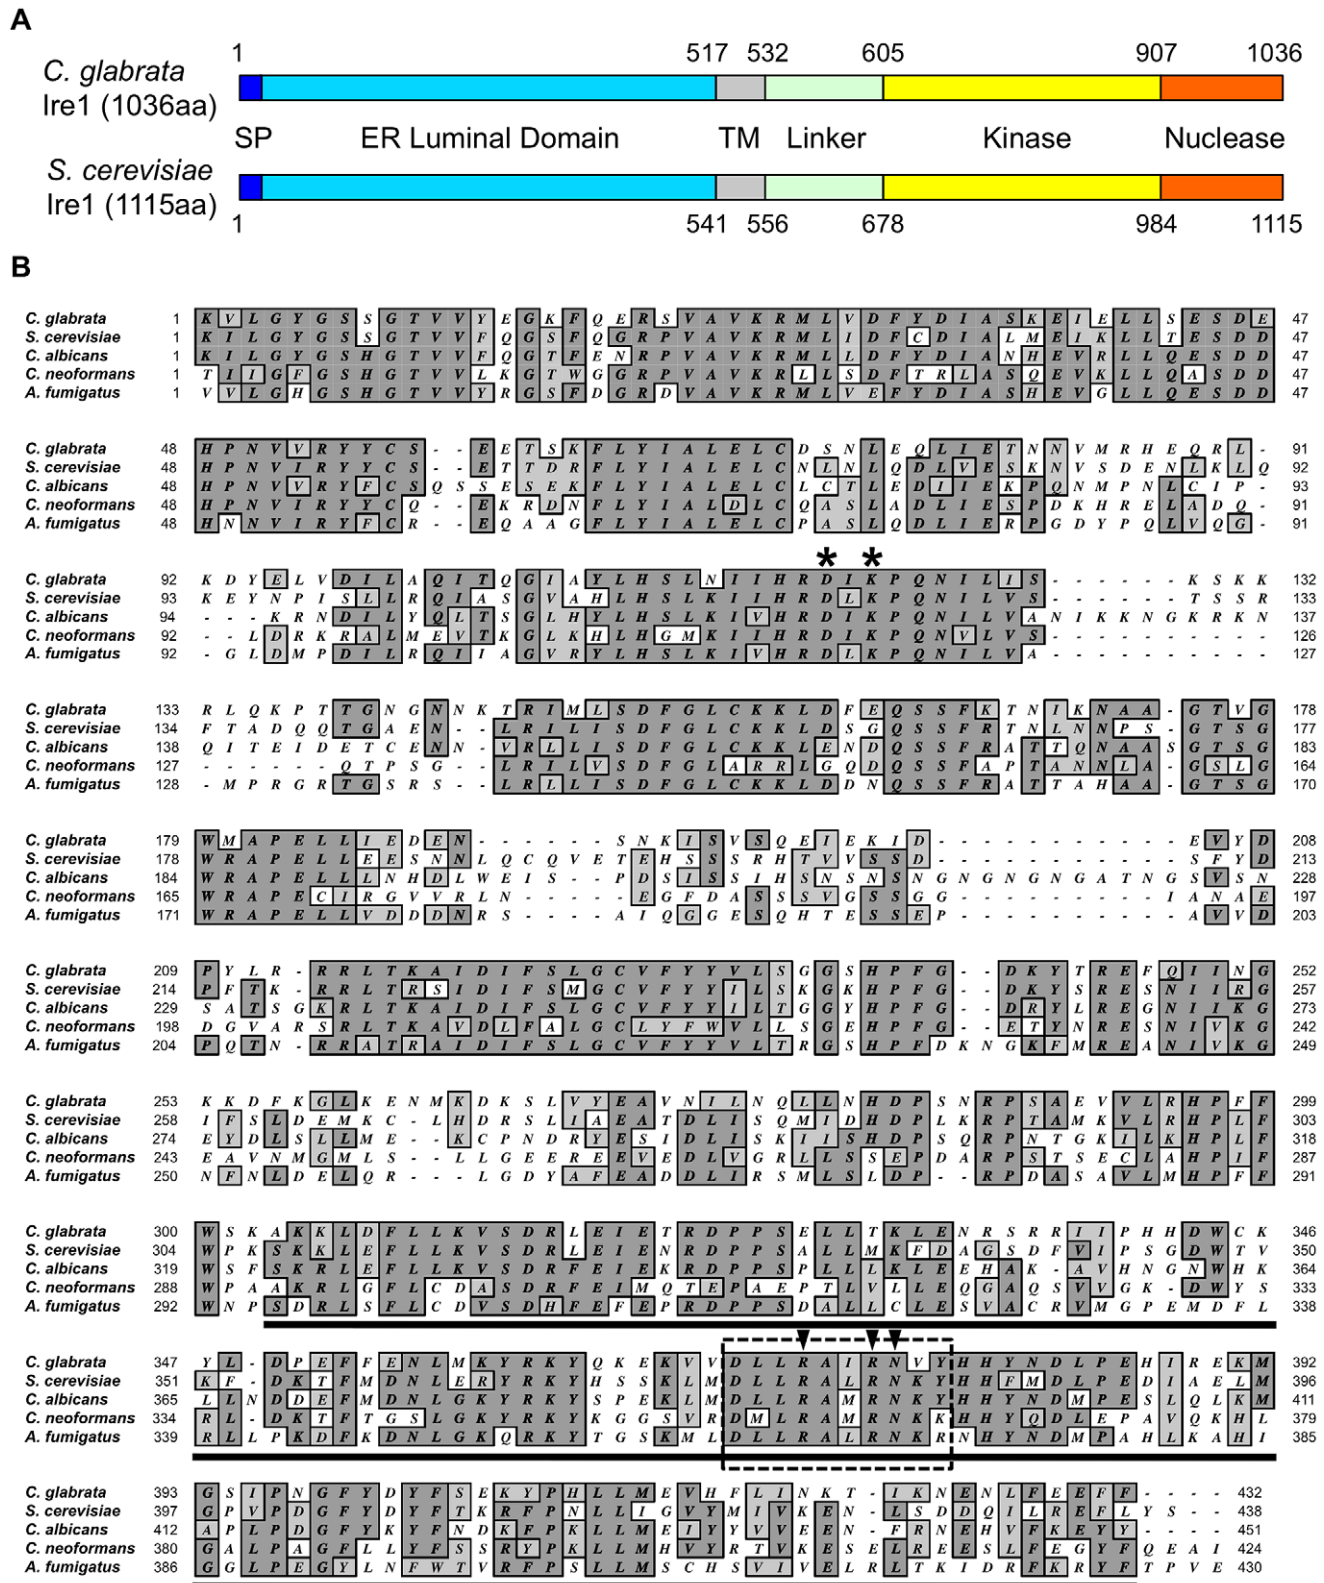 A
1 517 532 605 907 1036
C. glabrata
Ire1 (1036aa)
SP ER Luminal Domain TM Linker Kinase Nuclease
S. cerevisiae
Ire1 (1115aa)
1 541 556 678 984 1115
B
C. glabrata 1 K V L G Y G S S G T V V Y E G K F Q E R S V A V K R M L V D F Y D I A S K E I E L L S E S D E 47
S. cerevisiae 1 K I L G Y G S S G T V V F Q G S F Q G R P V A V K R M L I D F C D I A L M E I K L L T E S D D 47
C. albicans 1 K I L G Y G S H G T V V F Q G T F E N R P V A V K R M L L D F Y D I A N H E V R L L Q E S D D 47
C. neoformans 1 T I I G F G S H G T V V L K G T W G G R P V A V K R L L S D F T R L A S Q E V K L L Q A S D D 47
A. fumigatus 1 V V L G H G S H G T V V Y R G S F D G R D V A V K R M L V E F Y D I A S H E V G L L Q E S D D 47
C. glabrata 48 H P N V V R Y Y C S - - E E T S K F L Y I A L E L C D S N L E Q L I E T N N V M R H E Q R L - 91
S. cerevisiae 48 H P N V I R Y Y C S - - E T T D R F L Y I A L E L C N L N L Q D L V E S K N V S D E N L K L Q 92
C. albicans 48 H P N V V R Y F C S Q S S E S E K F L Y I A L E L C L C T L E D I I E K P Q N M P N L C I P - 93
C. neoformans 48 H P N V I R Y Y C Q - - E K R D N F L Y I A L D L C Q A S L A D L I E S P D K H R E L A D Q - 91
A. fumigatus 48 H N N V I R Y F C R - - E Q A A G F L Y I A L E L C P A S L Q D L I E R P G D Y P Q L V Q G - 91
* *
C. glabrata 92 K D Y E L V D I L A Q I T Q G I A Y L H S L N I I H R D I K P Q N I L I S - - - - - - K S K K 132
S. cerevisiae 93 K E Y N P I S L L R Q I A S G V A H L H S L K I I H R D L K P Q N I L V S - - - - - - T S S R 133
C. albicans 94 - - - K R N D I L Y Q L T S G L H Y L H S L K I V H R D I K P Q N I L V A N I K K N G K R K N 137
C. neoformans 92 - - L D R K R A L M E V T K G L K H L H G M K I I H R D I K P Q N V L V S - - - - - - - - - - 126
A. fumigatus 92 - G L D M P D I L R Q I I A G V R Y L H S L K I V H R D L K P Q N I L V A - - - - - - - - - - 127
C. glabrata 133 R L Q K P T T G N G N N K T R I M L S D F G L C K K L D F E Q S S F K T N I K N A A - G T V G 178
S. cerevisiae 134 F T A D Q Q T G A E N - - L R I L I S D F G L C K K L D S G Q S S F R T N L N N P S - G T S G 177
C. albicans 138 Q I T E I D E T C E N N - V R L L I S D F G L C K K L E N D Q S S F R A T T Q N A A S G T S G 183
C. neoformans 127 - - - - - - Q T P S G - - L R I L V S D F G L A R R L G Q D Q S S F A P T A N N L A - G S L G 164
A. fumigatus 128 - M P R G R T G S R S - - L R L L I S D F G L C K K L D D N Q S S F R A T T A H A A - G T S G 170
C. glabrata 179 W M A P E L L I E D E N - - - - - - S N K I S V S Q E I E K I D - - - - - - - - - - - E V Y D 208
S. cerevisiae 178 W R A P E L L E E S N N L Q C Q V E T E H S S S R H T V V S S D - - - - - - - - - - - S F Y D 213
C. albicans 184 W R A P E L L L N H D L W E I S - - P D S I S S I H S N S N S N G N G N G N G A T N G S V S N 228
C. neoformans 165 W R A P E C I R G V V R L N - - - - - E G F D A S S S V G S S G G - - - - - - - - - I A N A E 197
A. fumigatus 171 W R A P E L L V D D D N R S - - - - A I Q G G E S Q H T E S S E P - - - - - - - - - - A V V D 203
C. glabrata 209 P Y L R - R R L T K A I D I F S L G C V F Y Y V L S G G S H P F G - - D K Y T R E F Q I I N G 252
S. cerevisiae 214 P F T K - R R L T R S I D I F S M G C V F Y Y I L S K G K H P F G - - D K Y S R E S N I I R G 257
C. albicans 229 S A T S G K R L T K A I D I F S L G C V F Y Y I L T G G Y H P F G - - D R Y L R E G N I I K G 273
C. neoformans 198 D G V A R S R L T K A V D L F A L G C L Y F W V L L S G E H P F G - - E T Y N R E S N I V K G 242
A. fumigatus 204 P Q T N - R R A T R A I D I F S L G C V F Y Y V L T R G S H P F D K N G K F M R E A N I V K G 249
C. glabrata 253 K K D F K G L K E N M K D K S L V Y E A V N I L N Q L L N H D P S N R P S A E V V L R H P F F 299
S. cerevisiae 258 I F S L D E M K C - L H D R S L I A E A T D L I S Q M I D H D P L K R P T A M K V L R H P L F 303
C. albicans 274 E Y D L S L L M E - - K C P N D R Y E S I D L I S K I I S H D P S Q R P N T G K I L K H P L F 318
C. neoformans 243 E A V N M G M L S - - L L G E E R E E V E D L V G R L L S S E P D A R P S T S E C L A H P I F 287
A. fumigatus 250 N F N L D E L Q R - - - L G D Y A F E A D D L I R S M L S L D P - - R P D A S A V L M H P F F 291
C. glabrata 300 W S K A K K L D F L L K V S D R L E I E T R D P P S E L L T K L E N R S R R I I P H H D W C K 346
S. cerevisiae 304 W P K S K K L E F L L K V S D R L E I E N R D P P S A L L M K F D A G S D F V I P S G D W T V 350
C. albicans 319 W S F S K R L E F L L K V S D R F E I E K R D P P S P L L L K L E E H A K - A V H N G N W H K 364
C. neoformans 288 W P A A K R L G F L C D A S D R F E I M Q T E P A E P T L V L L E Q G A Q S V V G K - D W Y S 333
A. fumigatus 292 W N P S D R L S F L C D V S D H F E F E P R D P P S D A L L C L E S V A C R V M G P E M D F L 338
C. glabrata 347 Y L - D P E F F E N L M K Y R K Y Q K E K V V D L L R A I R N V Y H H Y N D L P E H I R E K M 392
S. cerevisiae 351 K F - D K T F M D N L E R Y R K Y H S S K L M D L L R A L R N K Y H H F M D L P E D I A E L M 396
C. albicans 365 L L N D D E F M D N L G K Y R K Y S P E K L M D L L R A M R N K Y H H Y N D M P E S L Q L K M 411
C. neoformans 334 R L - D K T F T G S L G K Y R K Y K G G S V R D M L R A M R N K K H H Y Q D L E P A V Q K H L 379
A. fumigatus 339 R L L P K D F K D N L G K Q R K Y T G S K M L D L L R A L R N K R N H Y N D M P A H L K A H I 385
C. glabrata 393 G S I P N G F Y D Y F S E K Y P H L L M E V H F L I N K T - I K N E N L F E E F F - - - - 432
S. cerevisiae 397 G P V P D G F Y D Y F T K R F P N L L I G V Y M I V K E N - L S D D Q I L R E F L Y S - - 438
C. albicans 412 A P L P D G F Y K Y F N D K F P K L L M E I Y Y V V E E N - F R N E H V F K E Y Y - - - - 451
C. neoformans 380 G A L P A G F L L Y F S S R Y P K L L M H V Y R T V K E S E L R E E S L F E G Y F Q E A I 424
A. fumigatus 386 G G L P E G Y L N F W T V R F P S L L M S C H S V I V E L R L T K I D R F K R Y F T P V E 430